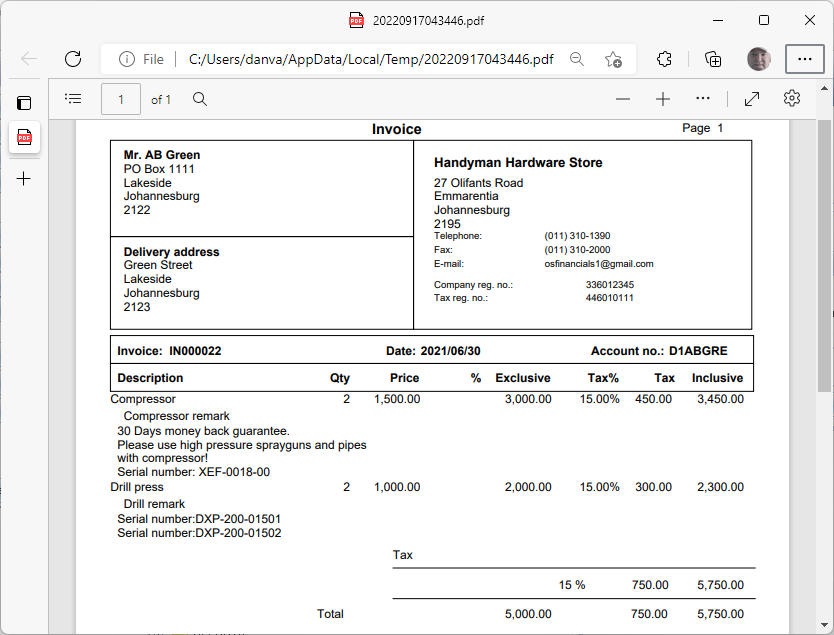 20220917043446.pdf
File C:/Users/danva/AppData/Local/Temp/20220917043446.pdf
1 of 1
Invoice Page 1
Mr. AB Green
PO Box 1111
Lakeside
Johannesburg
2122
Delivery address
Green Street
Lakeside
Johannesburg
2123
Handyman Hardware Store
27 Olifants Road
Emmarentia
Johannesburg
2195
Telephone: (011) 310-1390
Fax: (011) 310-2000
E-mail: osfinancials1@gmail.com
Company reg. no.: 336012345
Tax reg. no.: 446010111
Invoice: IN000022 Date: 2021/06/30 Account no.: D1ABGRE
Description Qty Price % Exclusive Tax% Tax Inclusive
Compressor 2 1,500.00 3,000.00 15.00% 450.00 3,450.00
Compressor remark
30 Days money back guarantee.
Please use high pressure sprayguns and pipes
with compressor!
Serial number: XEF-0018-00
Drill press 2 1,000.00 2,000.00 15.00% 300.00 2,300.00
Drill remark
Serial number:DXP-200-01501
Serial number:DXP-200-01502
Tax
15 % 750.00 5,750.00
Total 5,000.00 750.00 5,750.00